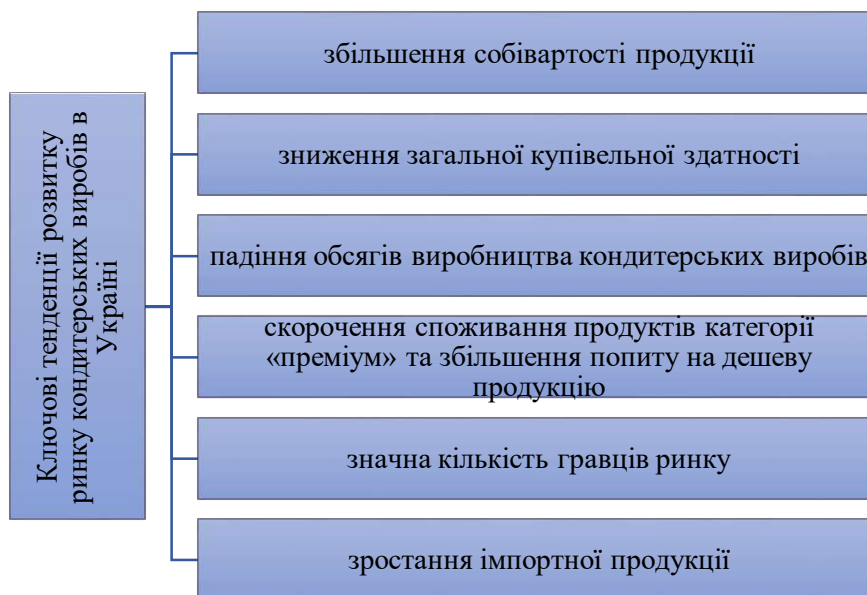 Ключові тенденції розвитку
ринку кондитерських виробів в
Україні
збільшення собівартості продукції
зниження загальної купівельної здатності
падіння обсягів виробництва кондитерських виробів
скорочення споживання продуктів категорії
«преміум» та збільшення попиту на дешеву
продукцію
значна кількість гравців ринку
зростання імпортної продукції